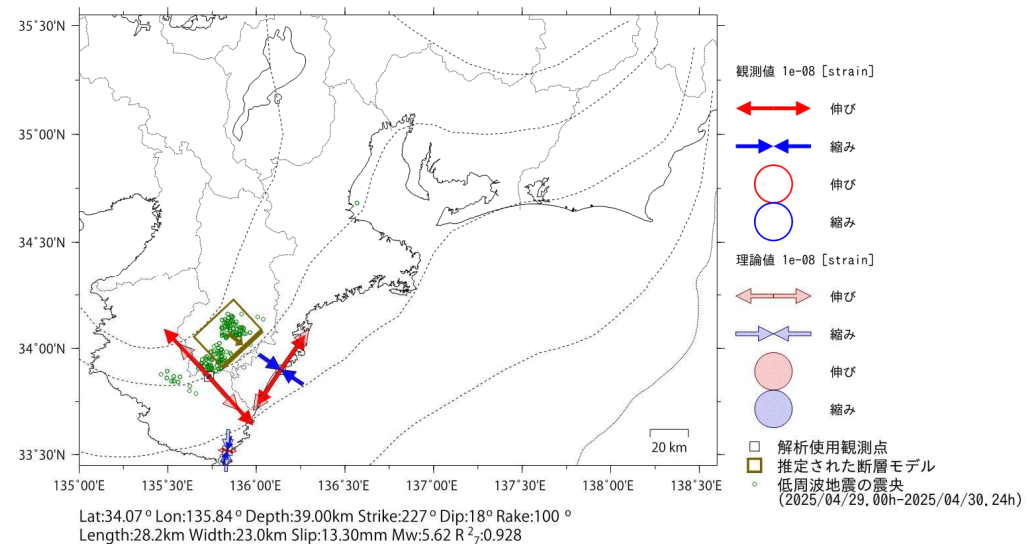 35°30'N
35°00'N
34°30'N
34°00'N
33°30'N
135°00'E 135°30'E 136°00'E 136°30'E 137°00'E 137°30'E 138°00'E 138°30'E
20 km
観測値 1e-08 [strain]
伸び
縮み
伸び
縮み
理論値 1e-08 [strain]
伸び
縮み
伸び
縮み
解析使用観測点
推定された断層モデル
低周波地震の震央
(2025/04/29.00h-2025/04/30.24h)
Lat:34.07° Lon:135.84° Depth:39.00km Strike:227° Dip:18° Rake:100 °
Length:28.2km Width:23.0km Slip:13.30mm Mw:5.62 R²₇:0.928